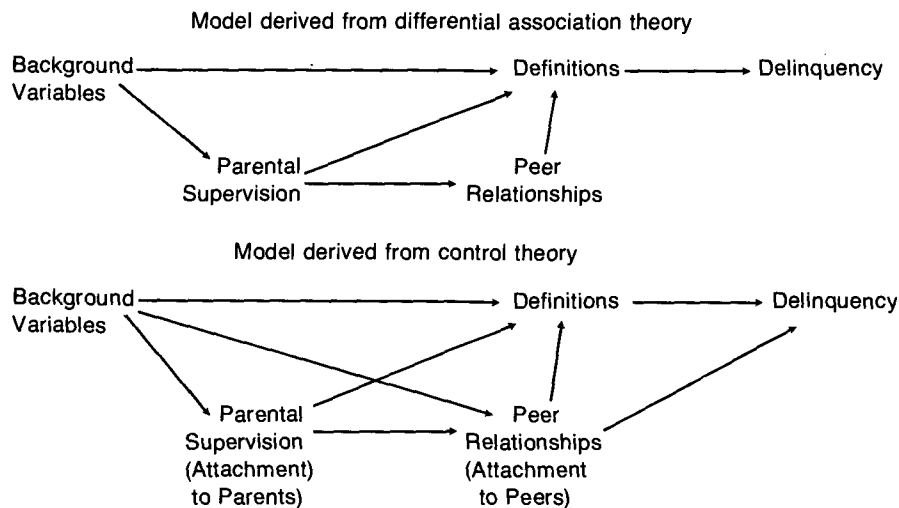 Model derived from differential association theory
Background
Variables
Definitions
Delinquency
Parental
Supervision
Peer
Relationships
Model derived from control theory
Background
Variables
Definitions
Delinquency
Parental
Supervision
(Attachment)
to Parents)
Peer
Relationships
(Attachment
to Peers)